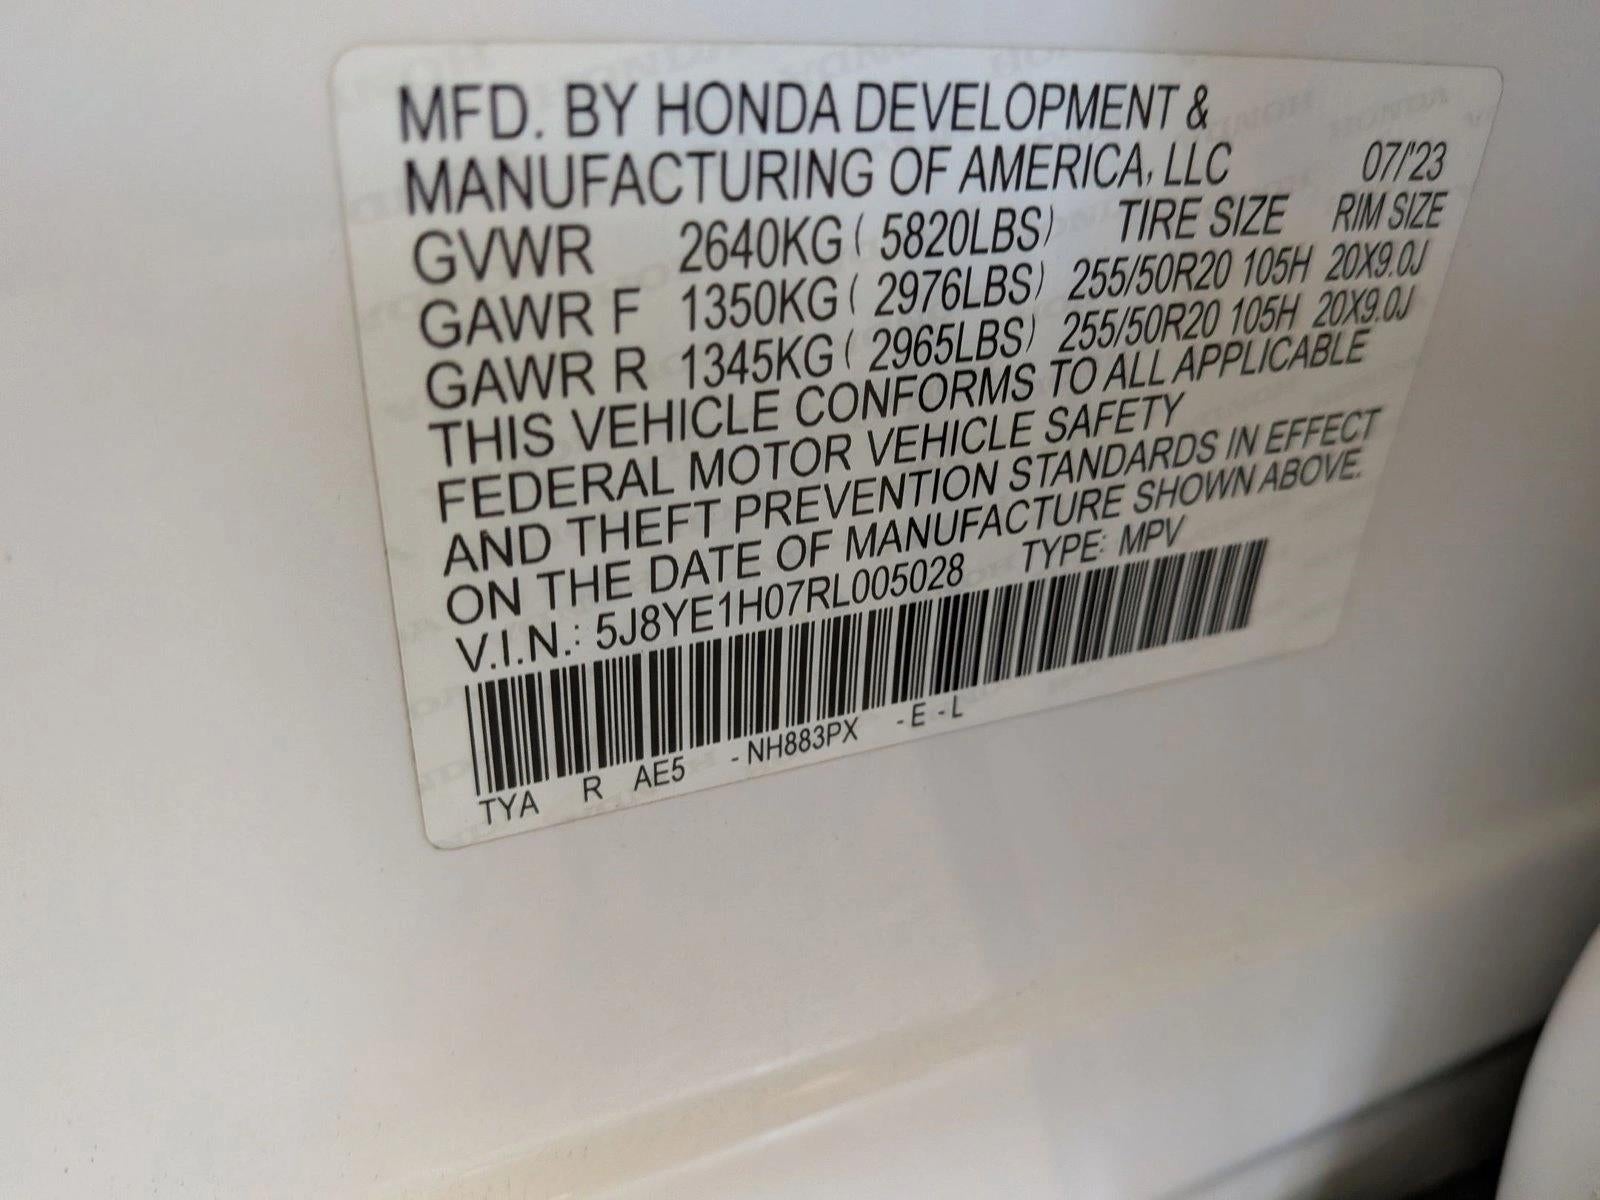 MFD. BY HONDA DEVELOPMENT &
MANUFACTURING OF AMERICA, LLC 07/'23
GVWR 2640KG ( 5820LBS) TIRE SIZE RIM SIZE
GAWR F 1350KG ( 2976LBS) 255/50R20 105H 20X9.0J
GAWR R 1345KG ( 2965LBS) 255/50R20 105H 20X9.0J
THIS VEHICLE CONFORMS TO ALL APPLICABLE
FEDERAL MOTOR VEHICLE SAFETY
AND THEFT PREVENTION STANDARDS IN EFFECT
ON THE DATE OF MANUFACTURE SHOWN ABOVE.
V.I.N.: 5J8YE1H07RL005028 TYPE: MPV
TYA R AE5 -NH883PX -E-L